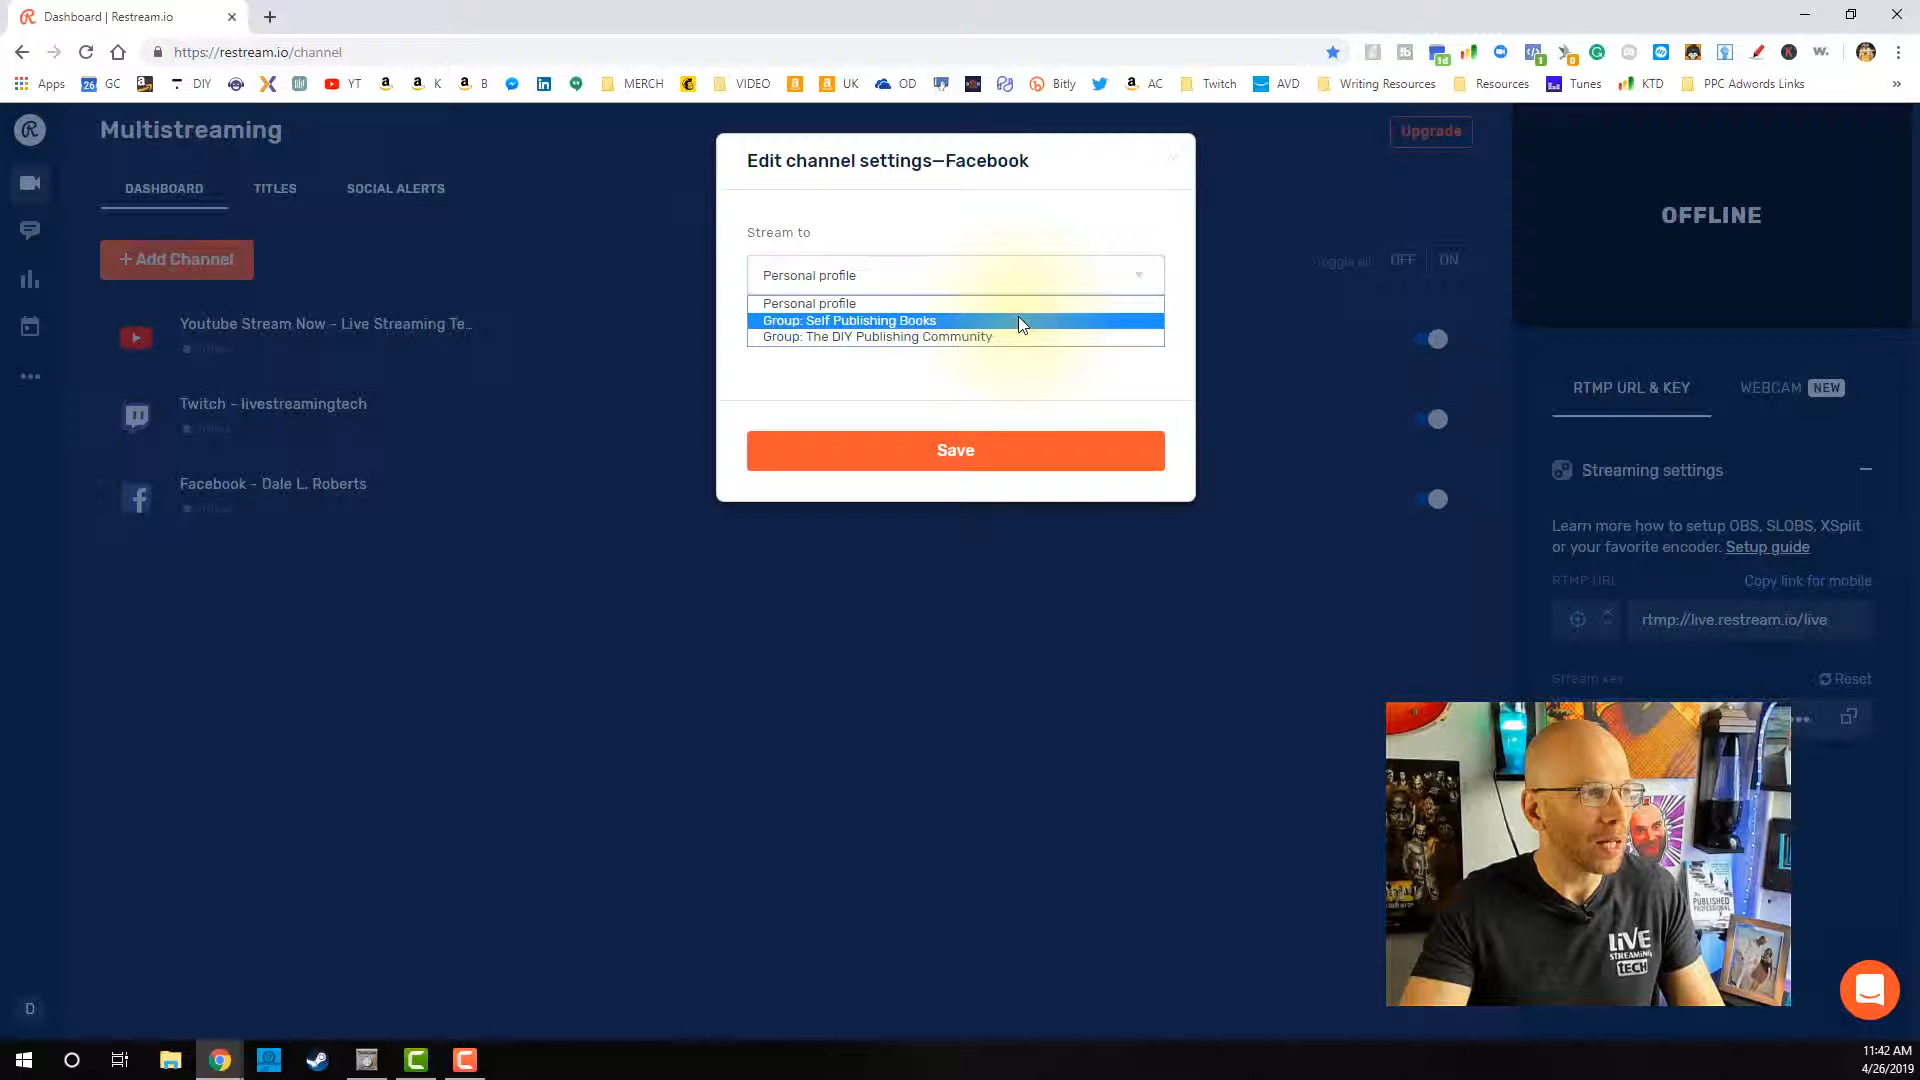 Dashboard | Restream.io
https://restream.io/channel
Apps GC DIY YT K B MERCH VIDEO UK OD Bitly AC Twitch AVD Writing Resources Resources Tunes KTD PPC Adwords Links »
Multistreaming
Upgrade
DASHBOARD TITLES SOCIAL ALERTS
+ Add Channel
Toggle all OFF ON
Youtube Stream Now - Live Streaming Te...
Twitch - livestreamingtech
Facebook - Dale L. Roberts
Edit channel settings—Facebook
Stream to
Personal profile
Personal profile
Group: Self Publishing Books
Group: The DIY Publishing Community
Save
OFFLINE
RTMP URL & KEY WEBCAM NEW
Streaming settings
Learn more how to setup OBS, SLOBS, XSplit
or your favorite encoder. Setup guide
RTMP URL Copy link for mobile
rtmp://live.restream.io/live
Stream key Reset
LIVE
STREAMING
TECH
PUBLISHED
PROFESSIONAL
D
11:42 AM
4/26/2019